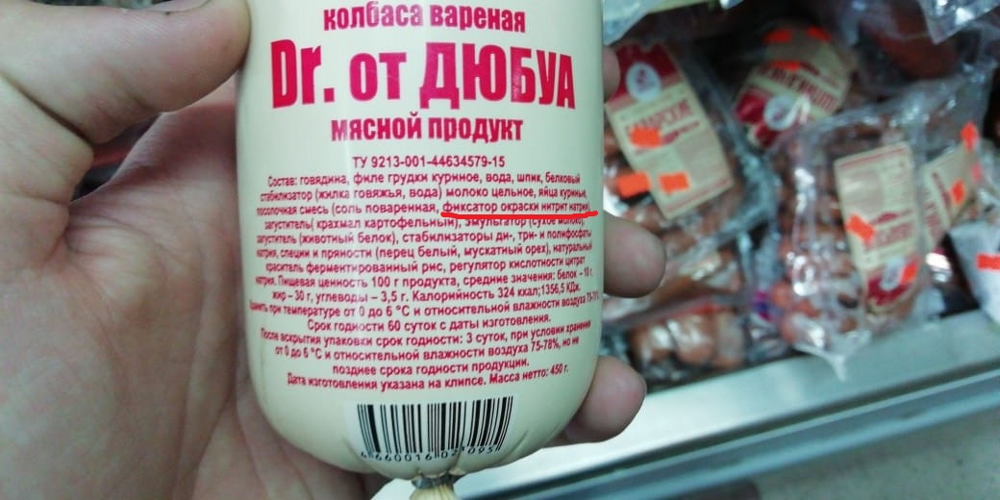 колбаса вареная
Dr. от ДЮБУА
мясной продукт
ТУ 9213-001-44634579-15
Состав: говядина, филе грудки куриное, вода, шпик, белковый
стабилизатор (жилка говяжья, вода) молоко цельное, яйца куриные,
посолочная смесь (соль поваренная, фиксатор окраски нитрит натрия),
загуститель( крахмал картофельный), эмульгатор (сухое молоко),
загуститель (животный белок), стабилизаторы ди-, три- и полифосфаты
натрия, специи и пряности (перец белый, мускатный орех), натуральный
краситель ферментированный рис, регулятор кислотности цитрат
натрия. Пищевая ценность 100 г продукта, средние значения: белок – 10 г,
жир – 30 г, углеводы – 3,5 г. Калорийность 324 ккал;1356,5 КДж.
Хранить при температуре от 0 до 6 °С и относительной влажности воздуха 75-
Срок годности 60 суток с даты изготовления.
После вскрытия упаковки срок годности: 3 суток, при условии хранения
от 0 до 6 °С и относительной влажности воздуха 75-78%, но не
позднее срока годности продукции.
Дата изготовления указана на клипсе. Масса нетто: 450 г.